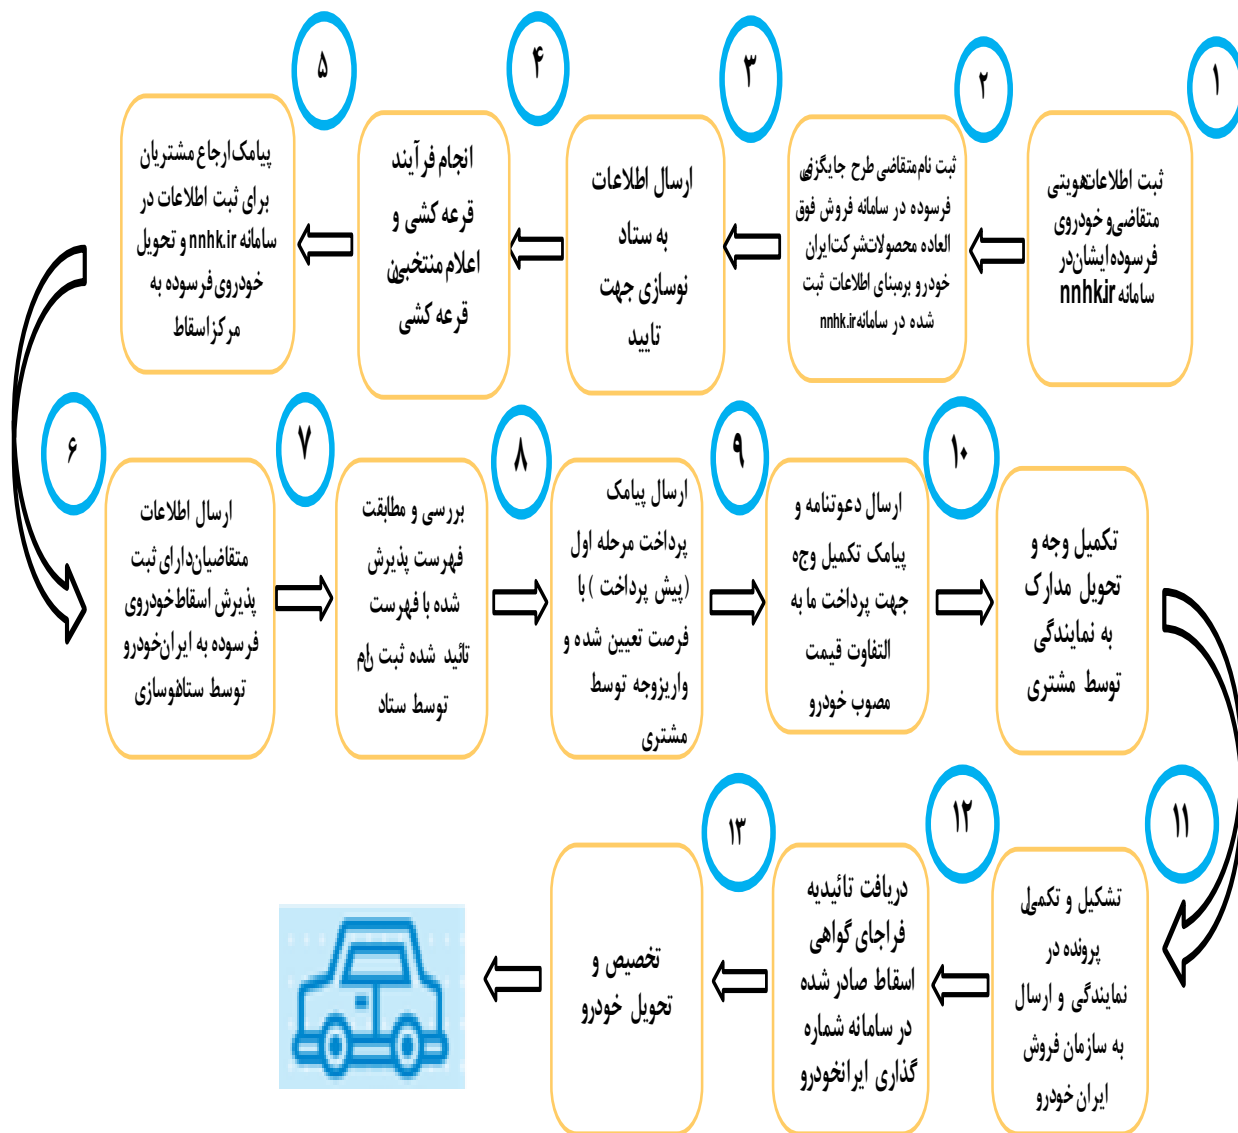 ۱
ثبت اطلاعات هویتی
متقاضی و خودروی
فرسوده ایشان در
سامانه nnhk.ir
۲
ثبت نام متقاضی طرح جایگزینی
فرسوده در سامانه فروش فوق
العاده محصولات شرکت ایران
خودرو برمبنای اطلاعات ثبت
شده در سامانه nnhk.ir
۳
ارسال اطلاعات
به ستاد
نوسازی جهت
تایید
۴
انجام فرآیند
قرعه کشی و
اعلام منتخبین
قرعه کشی
۵
پیامک ارجاع مشتریان
برای ثبت اطلاعات در
سامانه nnhk.ir و تحویل
خودروی فرسوده به
مرکز اسقاط
۶
ارسال اطلاعات
متقاضیان دارای ثبت
پذیرش اسقاط خودروی
فرسوده به ایران خودرو
توسط ستاد نوسازی
۷
بررسی و مطابقت
فهرست پذیرش
شده با فهرست
تائید شده ثبت نام
توسط ستاد
۸
ارسال پیامک
پرداخت مرحله اول
(پیش پرداخت ) با
فرصت تعیین شده و
واریزوجه توسط
مشتری
۹
ارسال دعوتنامه و
پیامک تکمیل وجه
جهت پرداخت ما به
التفاوت قیمت
مصوب خودرو
۱۰
تکمیل وجه و
تحویل مدارک
به نمایندگی
توسط مشتری
۱۱
تشکیل و تکمیل
پرونده در
نمایندگی و ارسال
به سازمان فروش
ایران خودرو
۱۲
دریافت تائیدیه
فراجای گواهی
اسقاط صادر شده
در سامانه شماره
گذاری ایرانخودرو
۱۳
تخصیص و
تحویل خودرو